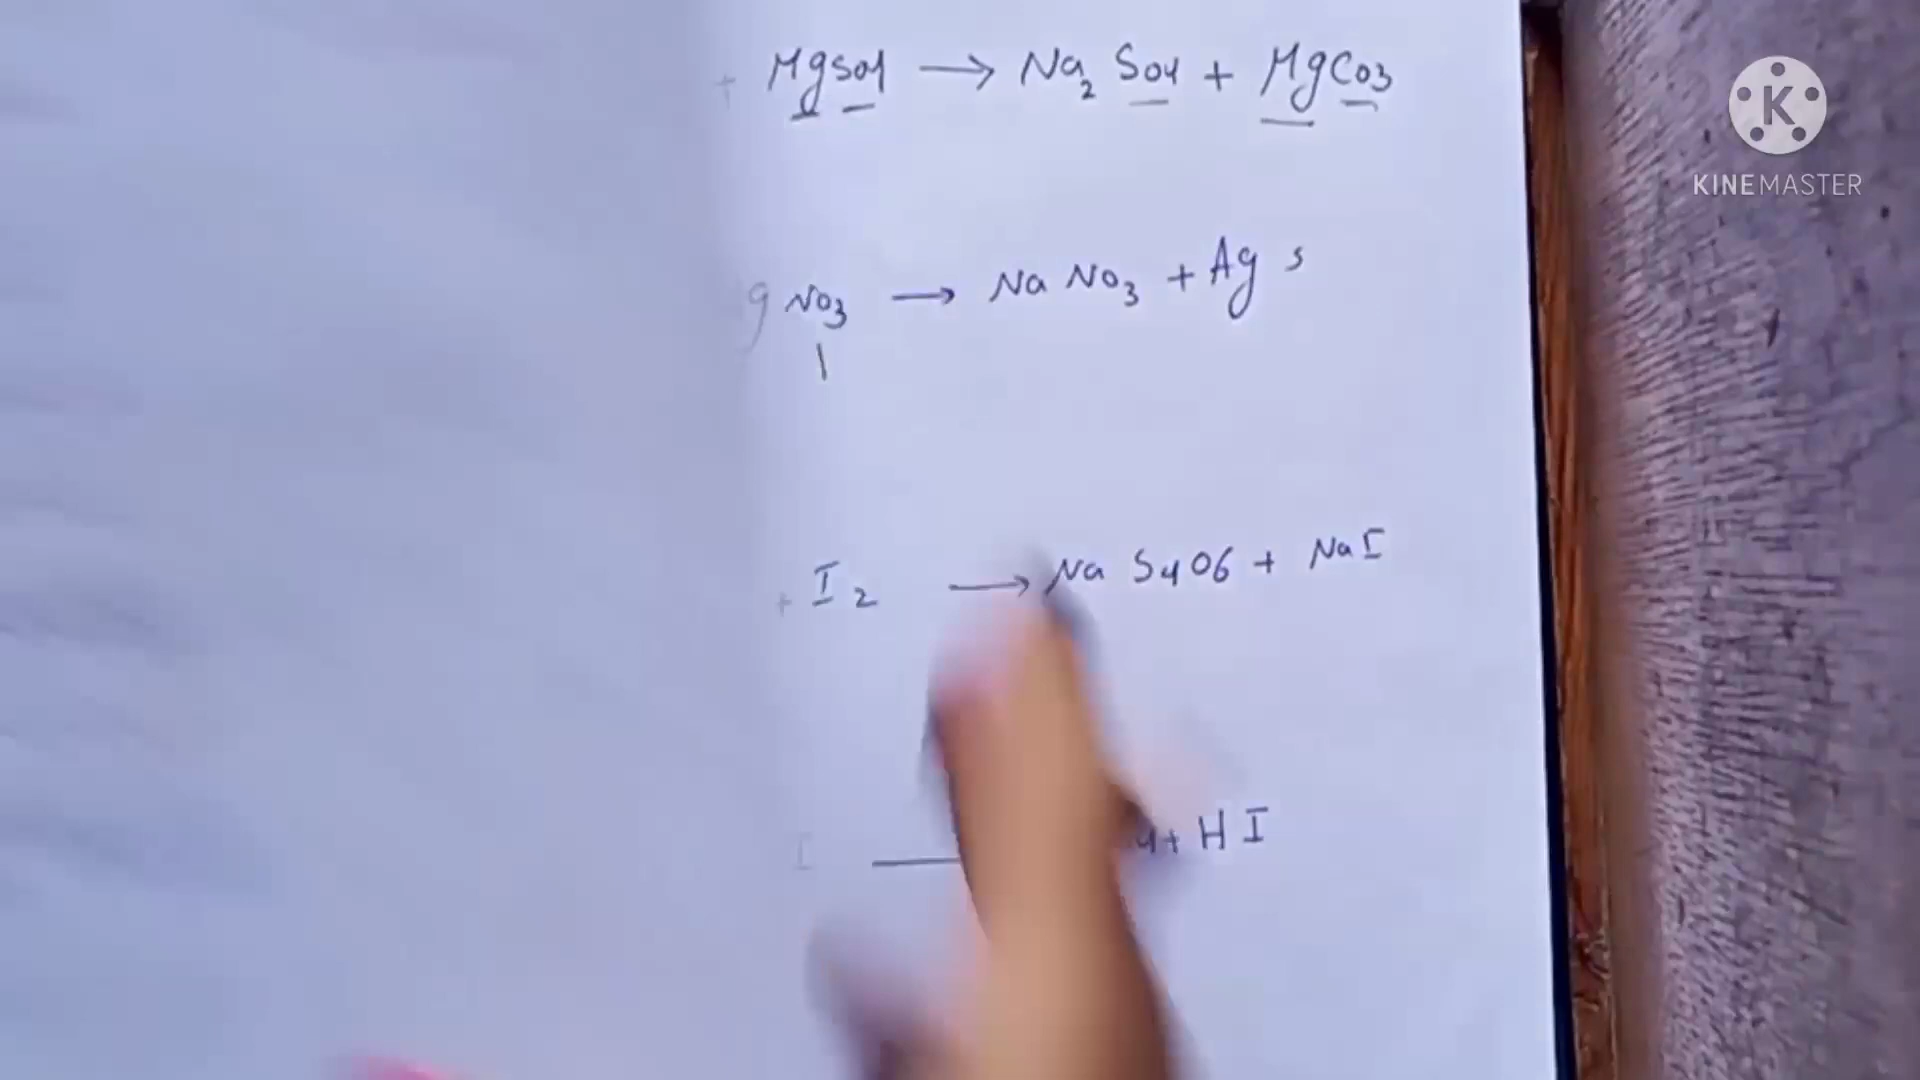 + MgSO4 → Na2 SO4 + MgCO3
K
KINEMASTER
g NO3 → Na NO3 + Ag s
+ I2 → Na S4O6 + NaI
I + HI